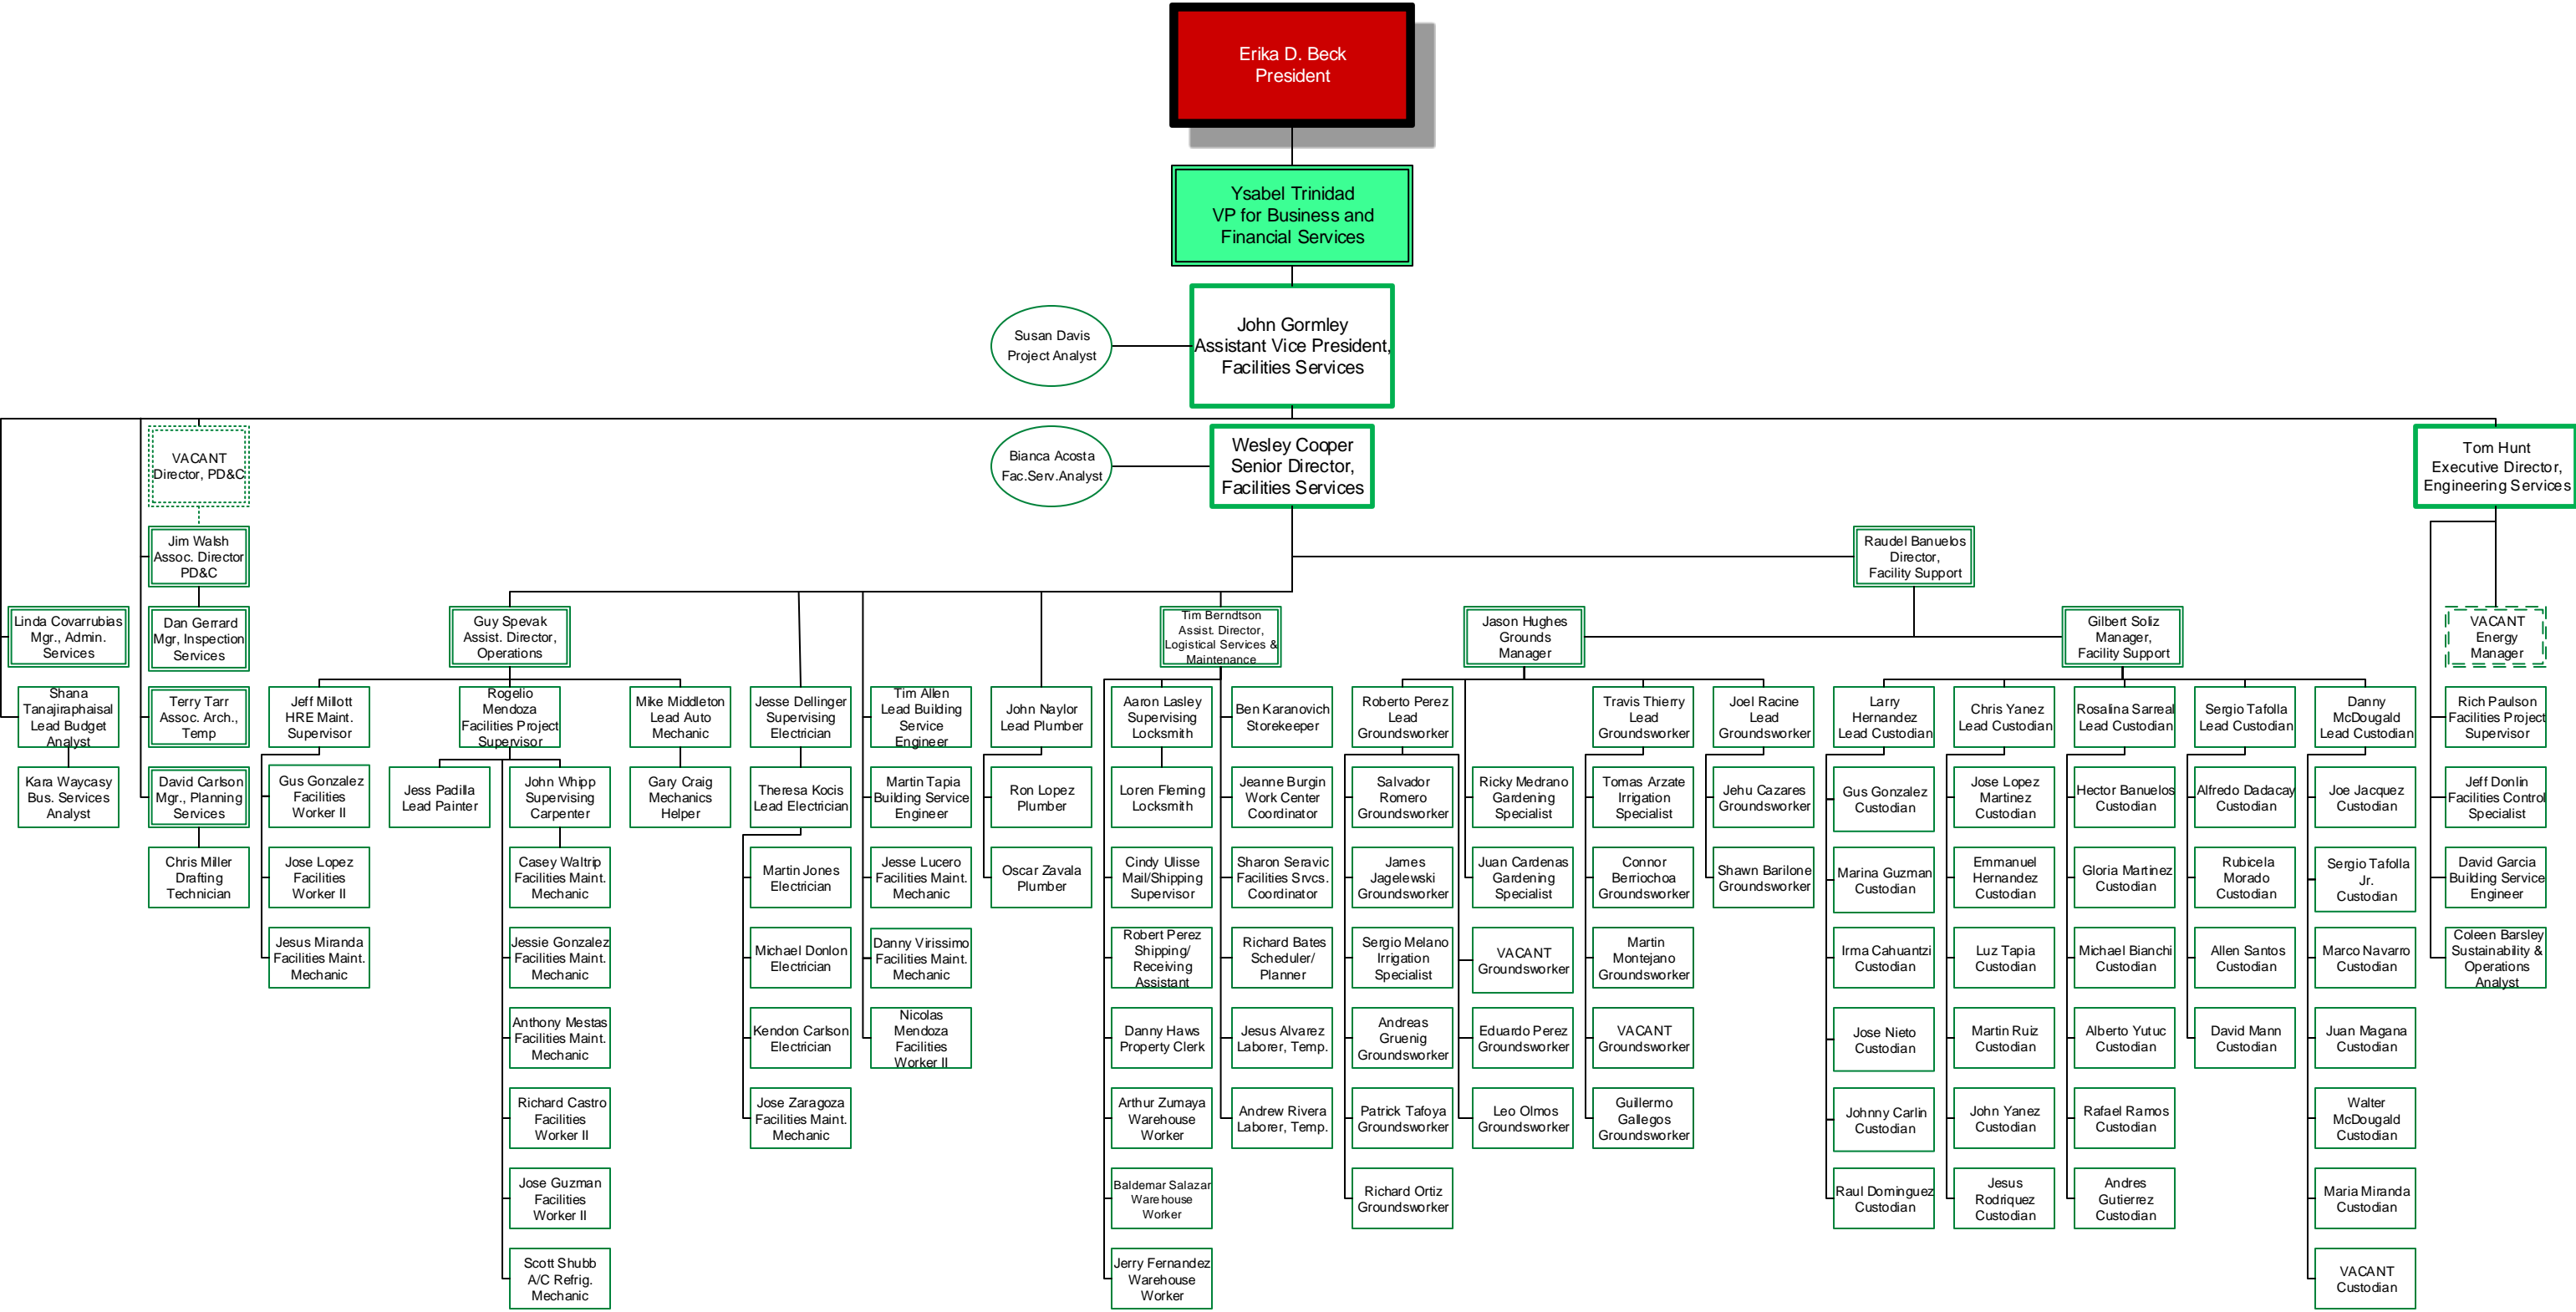 Erika D. Beck
President
Ysabel Trinidad
VP for Business and
Financial Services
John Gormley
Assistant Vice President,
Facilities Services
Susan Davis
Project Analyst
Wesley Cooper
Senior Director,
Facilities Services
Bianca Acosta
Fac.Serv.Analyst
VACANT
Director, PD&C
Tom Hunt
Executive Director,
Engineering Services
Jim Walsh
Assoc. Director
PD&C
Raudel Banuelos
Director,
Facility Support
Linda Covarrubias
Mgr., Admin.
Services
Dan Gerrard
Mgr, Inspection
Services
Guy Spevak
Assist. Director,
Operations
Tim Berndtson
Assist. Director,
Logistical Services &
Maintenance
Jason Hughes
Grounds
Manager
Gilbert Soliz
Manager,
Facility Support
VACANT
Energy
Manager
Shana
Tanajiraphaisal
Lead Budget
Analyst
Terry Tarr
Assoc. Arch.,
Temp
Jeff Millott
HRE Maint.
Supervisor
Rogelio
Mendoza
Facilities Project
Supervisor
Mike Middleton
Lead Auto
Mechanic
Jesse Dellinger
Supervising
Electrician
Tim Allen
Lead Building
Service
Engineer
John Naylor
Lead Plumber
Aaron Lasley
Supervising
Locksmith
Ben Karanovich
Storekeeper
Roberto Perez
Lead
Groundsworker
Travis Thierry
Lead
Groundsworker
Joel Racine
Lead
Groundsworker
Larry
Hernandez
Lead Custodian
Chris Yanez
Lead Custodian
Rosalina Sarreal
Lead Custodian
Sergio Tafolla
Lead Custodian
Danny
McDougald
Lead Custodian
Rich Paulson
Facilities Project
Supervisor
Kara Waycasy
Bus. Services
Analyst
David Carlson
Mgr., Planning
Services
Gus Gonzalez
Facilities
Worker II
Jess Padilla
Lead Painter
John Whipp
Supervising
Carpenter
Gary Craig
Mechanics
Helper
Theresa Kocis
Lead Electrician
Martin Tapia
Building Service
Engineer
Ron Lopez
Plumber
Loren Fleming
Locksmith
Jeanne Burgin
Work Center
Coordinator
Salvador
Romero
Groundsworker
Ricky Medrano
Gardening
Specialist
Tomas Arzate
Irrigation
Specialist
Jehu Cazares
Groundsworker
Gus Gonzalez
Custodian
Jose Lopez
Martinez
Custodian
Hector Banuelos
Custodian
Alfredo Dadacay
Custodian
Joe Jacquez
Custodian
Jeff Donlin
Facilities Control
Specialist
Chris Miller
Drafting
Technician
Jose Lopez
Facilities
Worker II
Casey Waltrip
Facilities Maint.
Mechanic
Martin Jones
Electrician
Jesse Lucero
Facilities Maint.
Mechanic
Oscar Zavala
Plumber
Cindy Ulisse
Mail/Shipping
Supervisor
Sharon Seravic
Facilities Srvcs.
Coordinator
James
Jagelewski
Groundsworker
Juan Cardenas
Gardening
Specialist
Connor
Berriochoa
Groundsworker
Shawn Barilone
Groundsworker
Marina Guzman
Custodian
Emmanuel
Hernandez
Custodian
Gloria Martinez
Custodian
Rubicela
Morado
Custodian
Sergio Tafolla
Jr.
Custodian
David Garcia
Building Service
Engineer
Jesus Miranda
Facilities Maint.
Mechanic
Jessie Gonzalez
Facilities Maint.
Mechanic
Michael Donlon
Electrician
Danny Virissimo
Facilities Maint.
Mechanic
Robert Perez
Shipping/
Receiving
Assistant
Richard Bates
Scheduler/
Planner
Sergio Melano
Irrigation
Specialist
VACANT
Groundsworker
Martin
Montejano
Groundsworker
Irma Cahuantzi
Custodian
Luz Tapia
Custodian
Michael Bianchi
Custodian
Allen Santos
Custodian
Marco Navarro
Custodian
Coleen Barsley
Sustainability &
Operations
Analyst
Anthony Mestas
Facilities Maint.
Mechanic
Kendon Carlson
Electrician
Nicolas
Mendoza
Facilities
Worker II
Danny Haws
Property Clerk
Jesus Alvarez
Laborer, Temp.
Andreas
Gruenig
Groundsworker
Eduardo Perez
Groundsworker
VACANT
Groundsworker
Jose Nieto
Custodian
Martin Ruiz
Custodian
Alberto Yutuc
Custodian
David Mann
Custodian
Juan Magana
Custodian
Richard Castro
Facilities
Worker II
Jose Zaragoza
Facilities Maint.
Mechanic
Arthur Zumaya
Warehouse
Worker
Andrew Rivera
Laborer, Temp.
Patrick Tafoya
Groundsworker
Leo Olmos
Groundsworker
Guillermo
Gallegos
Groundsworker
Johnny Carlin
Custodian
John Yanez
Custodian
Rafael Ramos
Custodian
Walter
McDougald
Custodian
Jose Guzman
Facilities
Worker II
Baldemar Salazar
Warehouse
Worker
Richard Ortiz
Groundsworker
Raul Dominguez
Custodian
Jesus
Rodriquez
Custodian
Andres
Gutierrez
Custodian
Maria Miranda
Custodian
Scott Shubb
A/C Refrig.
Mechanic
Jerry Fernandez
Warehouse
Worker
VACANT
Custodian